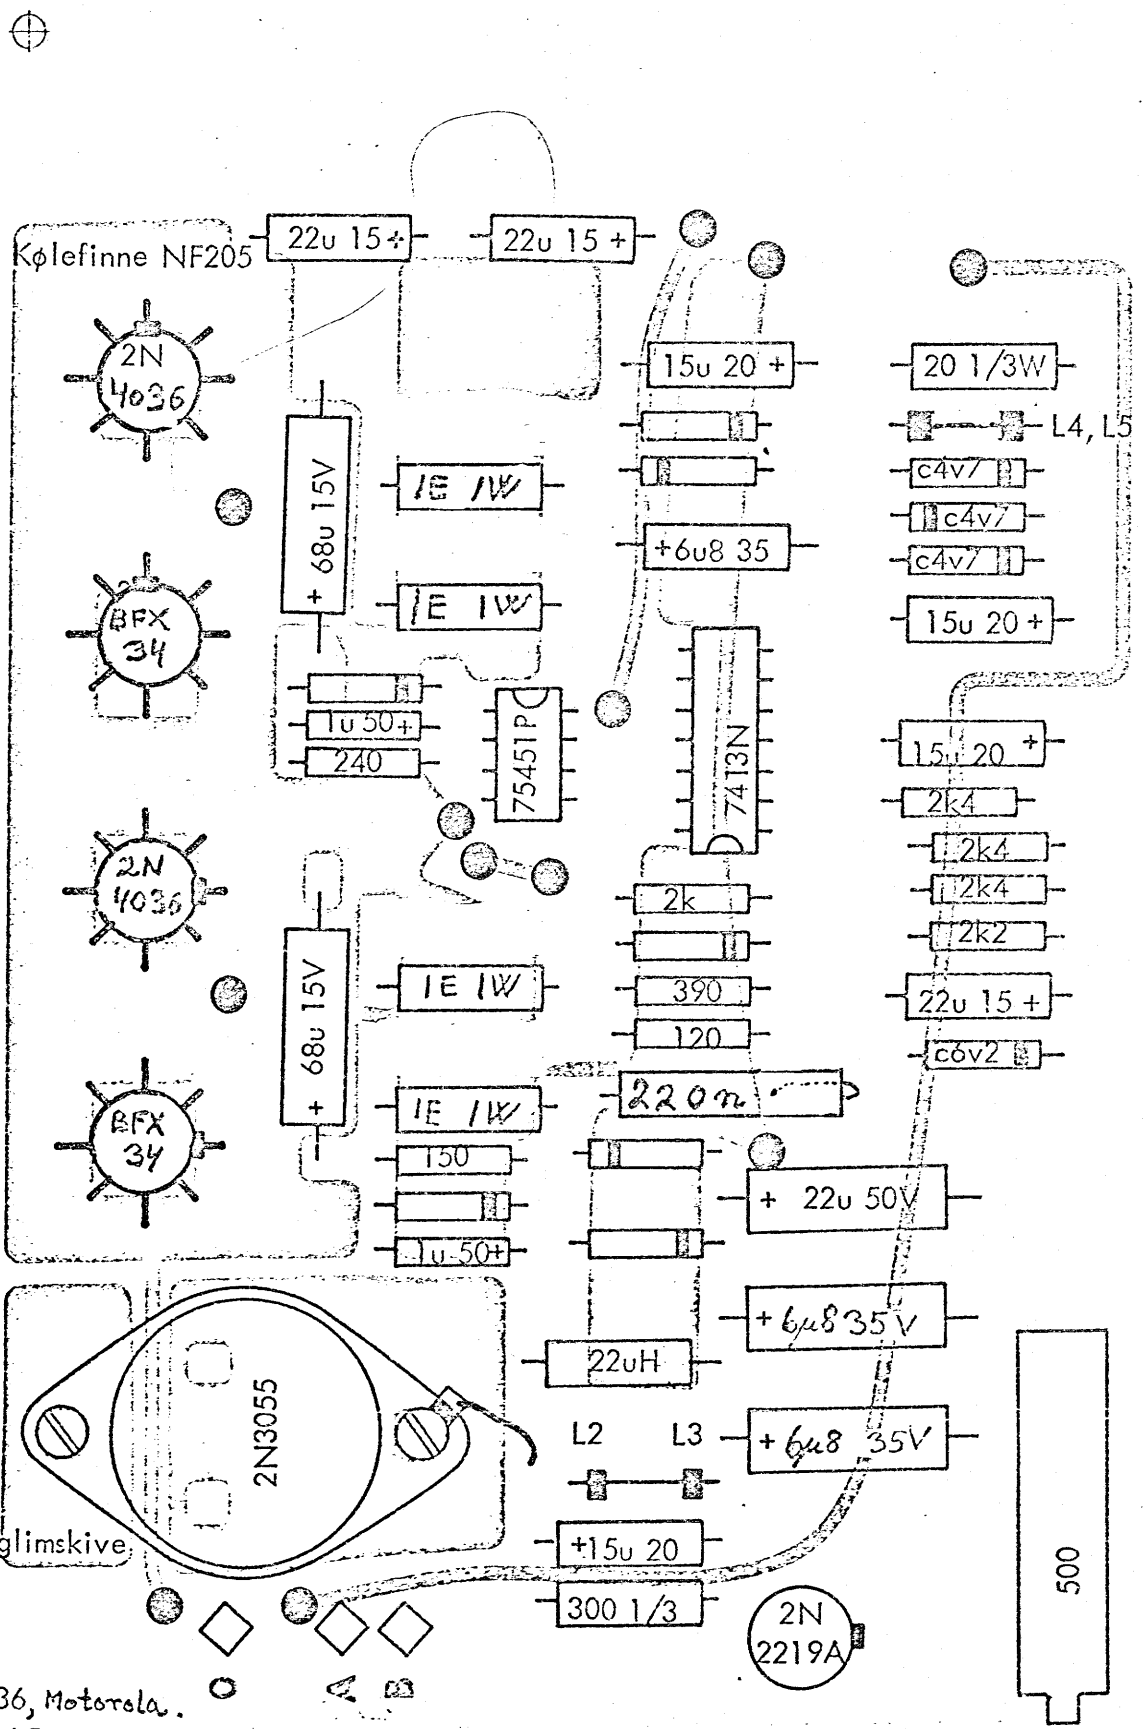 22u 15+
22u 15 +
Kølefinne NF205
2N
4036
15u 20 +
20 1/3W
L4, L5
c4v7
c4v7
c4v7
68u 15V +
1E 1W
+6u8 35
1E 1W
15u 20 +
BFX
34
1u 50+
240
75451P
7413N
15u 20 +
2k4
2k4
2k4
2k2
22u 15 +
c6v2
2N
4036
2k
390
120
68u 15V +
1E 1W
220n
1E 1W
150
1u 50+
BFX
34
+ 22u 50V
+ 6µ8 35V
22uH
2N3055
L2 L3
+ 6µ8 35V
glimskive
+15u 20
300 1/3
500
2N
2219A
C A B
36, Motorola.